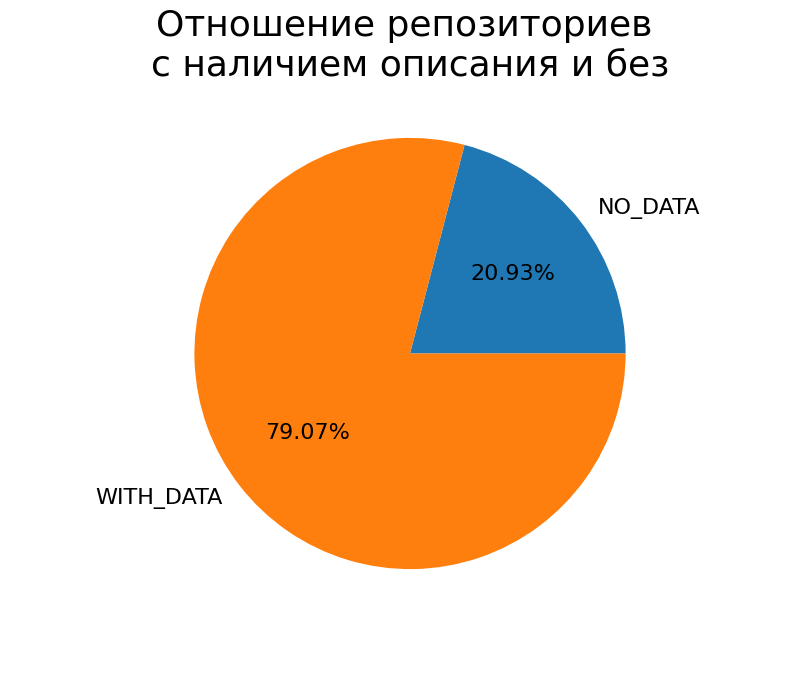 Отношение репозиториев
с наличием описания и без
NO_DATA
20.93%
79.07%
WITH_DATA